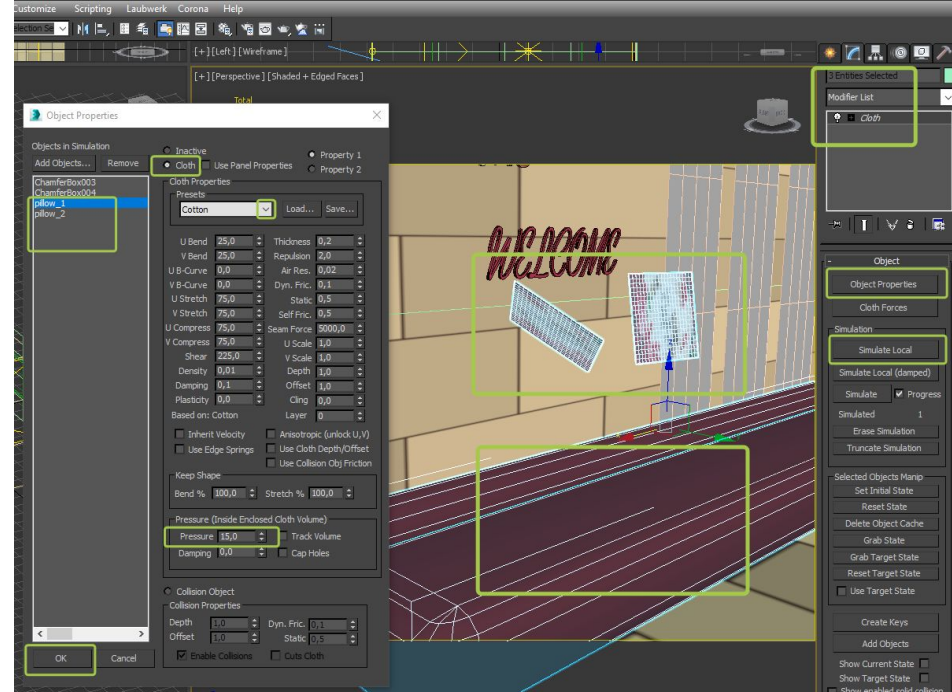 Customize Scripting Laubwerk Corona Help
[+][Left][Wireframe]
[+][Perspective][Shaded + Edged Faces]
Total
Object Properties
Objects in Simulation
Add Objects... Remove
ChamferBox003
ChamferBox004
pillow_1
pillow_2
OK Cancel
Inactive
Cloth Use Panel Properties
Property 1
Property 2
Cloth Properties
Presets
Cotton Load... Save...
U Bend 25,0 Thickness 0,2
V Bend 25,0 Repulsion 2,0
U B-Curve 0,0 Air Res. 0,02
V B-Curve 0,0 Dyn. Fric. 0,1
U Stretch 75,0 Static 0,5
V Stretch 75,0 Self Fric. 0,5
U Compress 75,0 Seam Force 5000,0
V Compress 75,0 U Scale 1,0
Shear 225,0 V Scale 1,0
Density 0,01 Depth 1,0
Damping 0,1 Offset 1,0
Plasticity 0,0 Cling 0,0
Based on: Cotton Layer 0
Inherit Velocity Anisotropic (unlock U,V)
Use Edge Springs Use Cloth Depth/Offset
Use Collision Obj Friction
Keep Shape
Bend % 100,0 Stretch % 100,0
Pressure (Inside Enclosed Cloth Volume)
Pressure 15,0 Track Volume
Damping 0,0 Cap Holes
Collision Object
Collision Properties
Depth 1,0 Dyn. Fric. 0,1
Offset 1,0 Static 0,5
Enable Collisions Cuts Cloth
WELCOME
3 Entities Selected
Modifier List
Cloth
- Object
Object Properties
Cloth Forces
Simulation
Simulate Local
Simulate Local (damped)
Simulate Progress
Simulated 1
Erase Simulation
Truncate Simulation
Selected Objects Manip
Set Initial State
Reset State
Delete Object Cache
Grab State
Grab Target State
Reset Target State
Use Target State
Create Keys
Add Objects
Show Current State
Show Target State
Show enabled solid collision